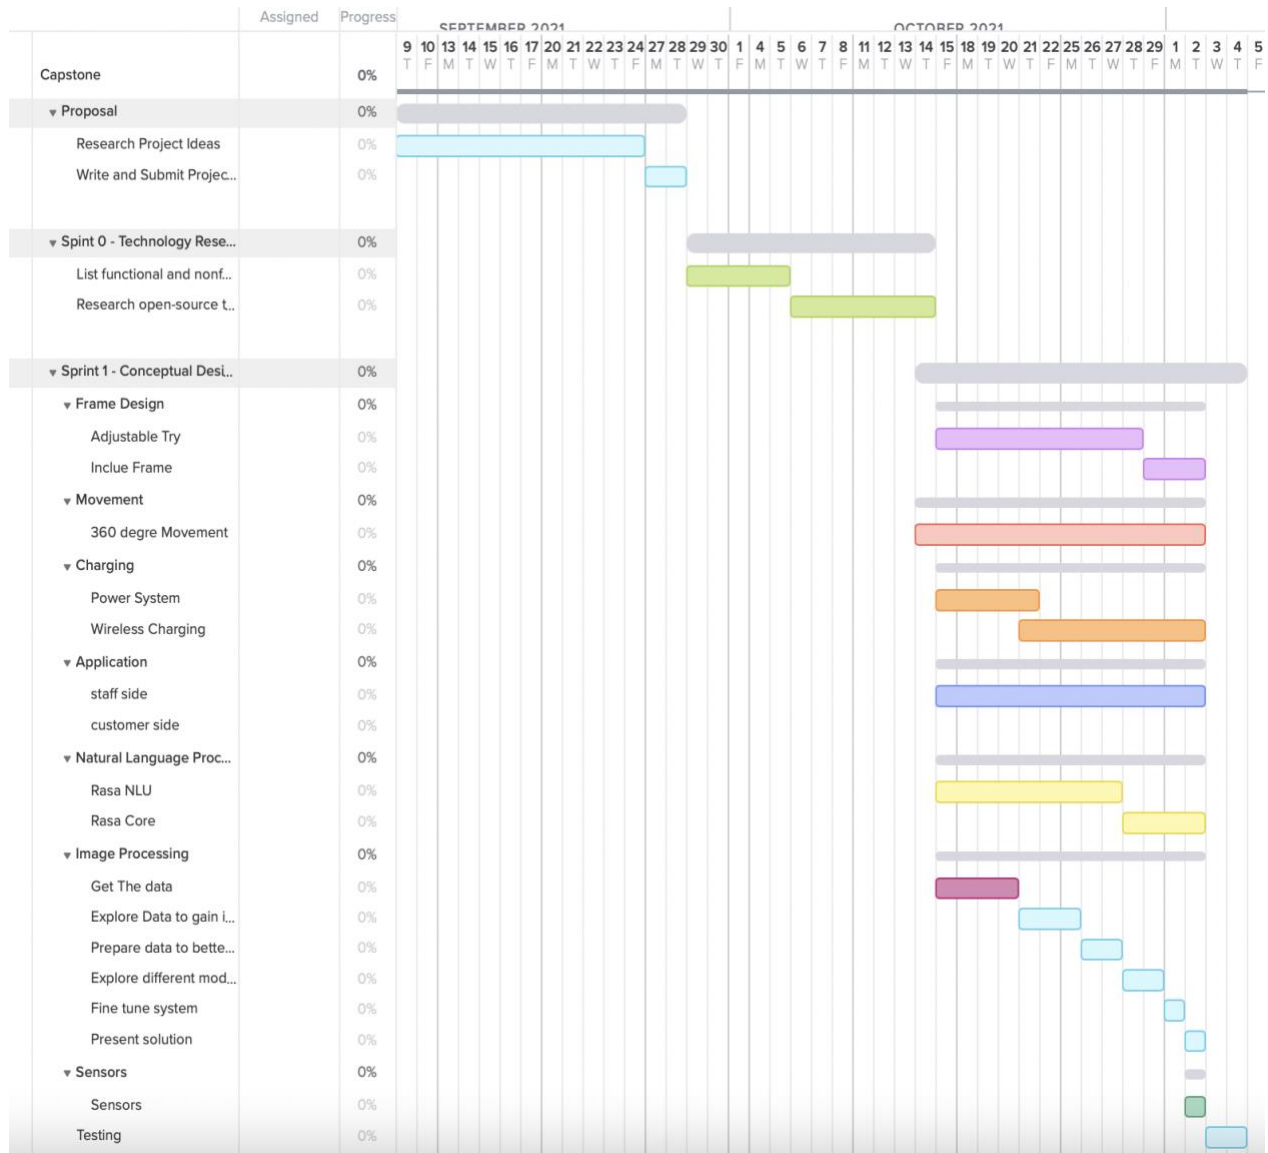 Assigned Progress
SEPTEMBER 2021 OCTOBER 2021
9 10 13 14 15 16 17 20 21 22 23 24 27 28 29 30 1 4 5 6 7 8 11 12 13 14 15 18 19 20 21 22 25 26 27 28 29 1 2 3 4 5
T F M T W T F M T W T F M T W T F M T W T F M T W T F M T W T F M T W T F M T W T F
Capstone 0%
Proposal 0%
Research Project Ideas 0%
Write and Submit Projec... 0%
Spint 0 - Technology Rese... 0%
List functional and nonf... 0%
Research open-source t... 0%
Sprint 1 - Conceptual Desi... 0%
Frame Design 0%
Adjustable Try 0%
Inclue Frame 0%
Movement 0%
360 degre Movement 0%
Charging 0%
Power System 0%
Wireless Charging 0%
Application 0%
staff side 0%
customer side 0%
Natural Language Proc... 0%
Rasa NLU 0%
Rasa Core 0%
Image Processing 0%
Get The data 0%
Explore Data to gain i... 0%
Prepare data to bette... 0%
Explore different mod... 0%
Fine tune system 0%
Present solution 0%
Sensors 0%
Sensors 0%
Testing 0%